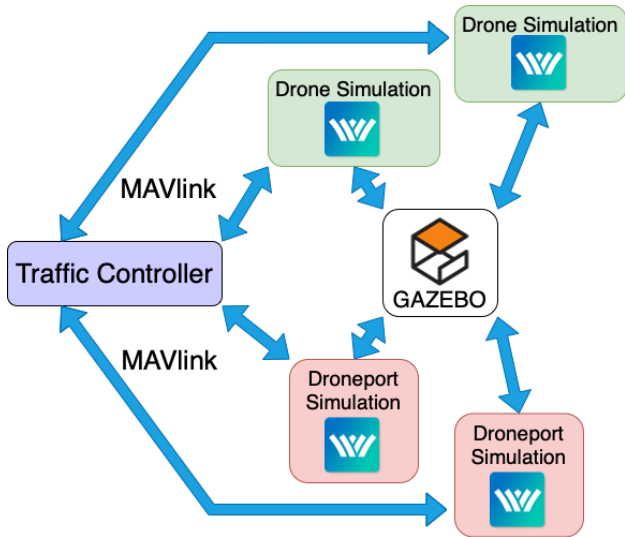 Drone Simulation
Drone Simulation
MAVlink
Traffic Controller
GAZEBO
MAVlink
Droneport
Simulation
Droneport
Simulation